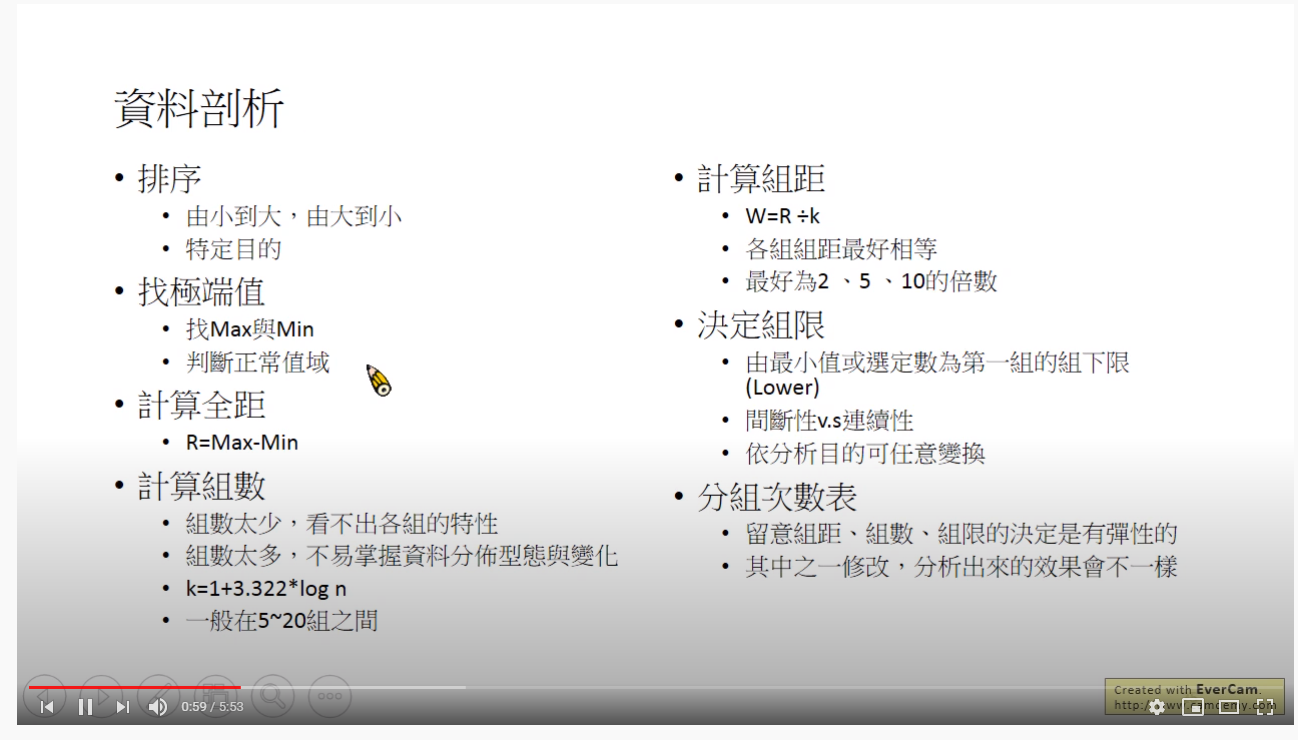 資料剖析
• 排序
• 由小到大，由大到小
• 特定目的
• 找極端值
• 找Max與Min
• 判斷正常值域
• 計算全距
• R=Max-Min
• 計算組數
• 組數太少，看不出各組的特性
• 組數太多，不易掌握資料分佈型態與變化
• k=1+3.322*log n
• 一般在5~20組之間
• 計算組距
• W=R ÷k
• 各組組距最好相等
• 最好為2 、5 、10的倍數
• 決定組限
• 由最小值或選定數為第一組的組下限
(Lower)
• 間斷性v.s連續性
• 依分析目的可任意變換
• 分組次數表
• 留意組距、組數、組限的決定是有彈性的
• 其中之一修改，分析出來的效果會不一樣
0:59 / 5:53
Created with EverCam.